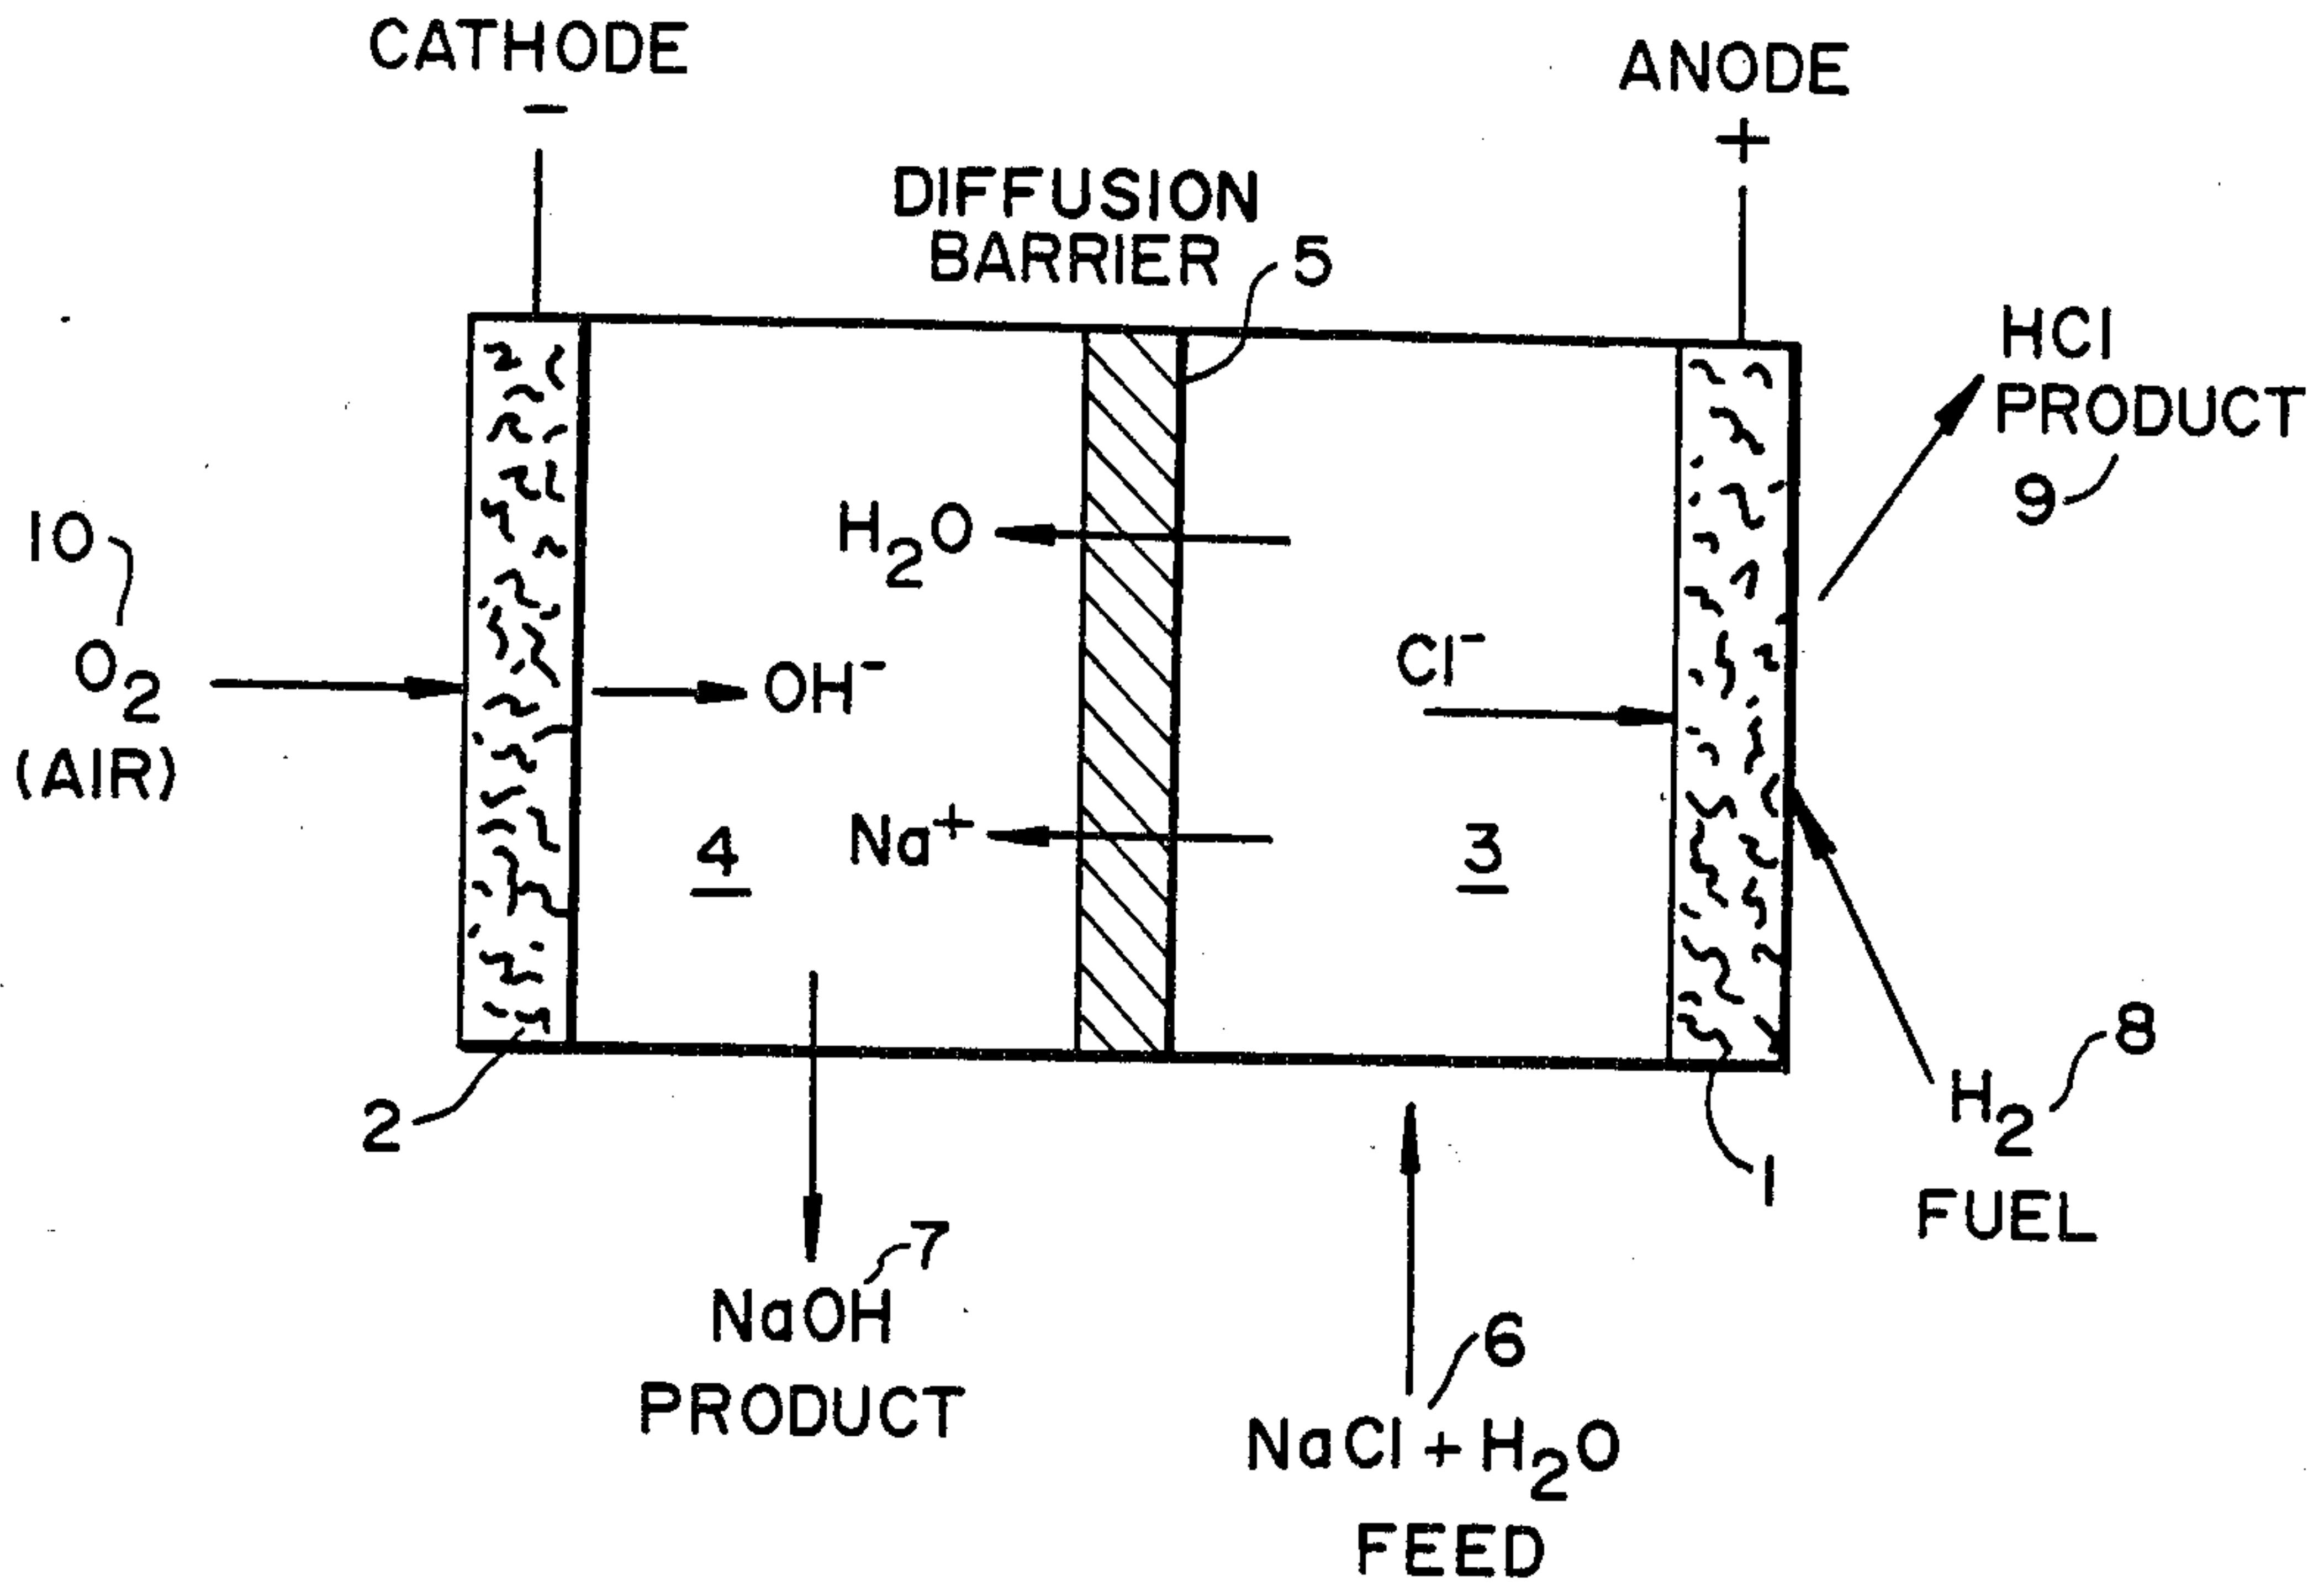 CATHODE
−
ANODE
+
DIFFUSION
BARRIER
5
HCl
PRODUCT
9
10
O2
(AIR)
H2O
OH−
Cl−
Na+
4
3
2
1
H2
8
FUEL
7
NaOH
PRODUCT
6
NaCl + H2O
FEED